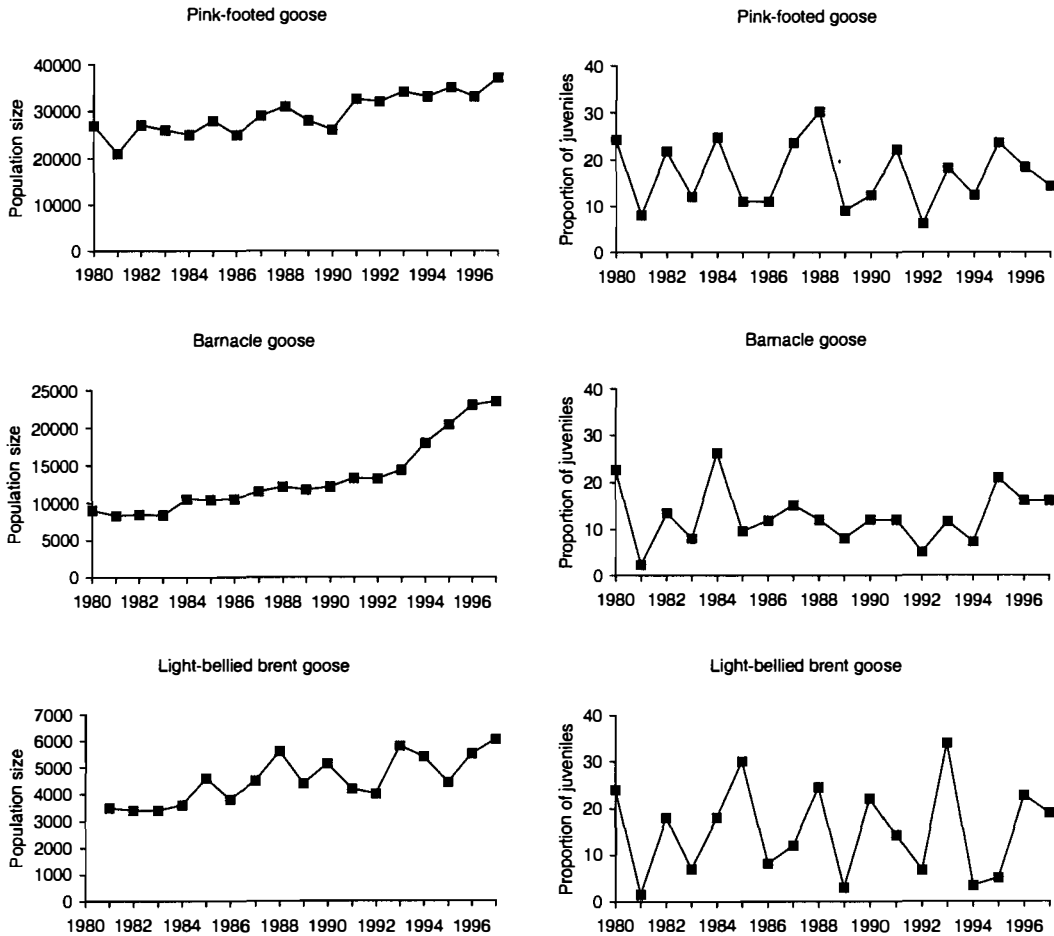 Pink-footed goose
Population size
40000
30000
20000
10000
0
1980 1982 1984 1986 1988 1990 1992 1994 1996
Pink-footed goose
Proportion of juveniles
40
30
20
10
0
1980 1982 1984 1986 1988 1990 1992 1994 1996
Barnacle goose
Population size
25000
20000
15000
10000
5000
0
1980 1982 1984 1986 1988 1990 1992 1994 1996
Barnacle goose
Proportion of juveniles
40
30
20
10
0
1980 1982 1984 1986 1988 1990 1992 1994 1996
Light-bellied brent goose
Population size
7000
6000
5000
4000
3000
2000
1000
0
1980 1982 1984 1986 1988 1990 1992 1994 1996
Light-bellied brent goose
Proportion of juveniles
40
30
20
10
0
1980 1982 1984 1986 1988 1990 1992 1994 1996